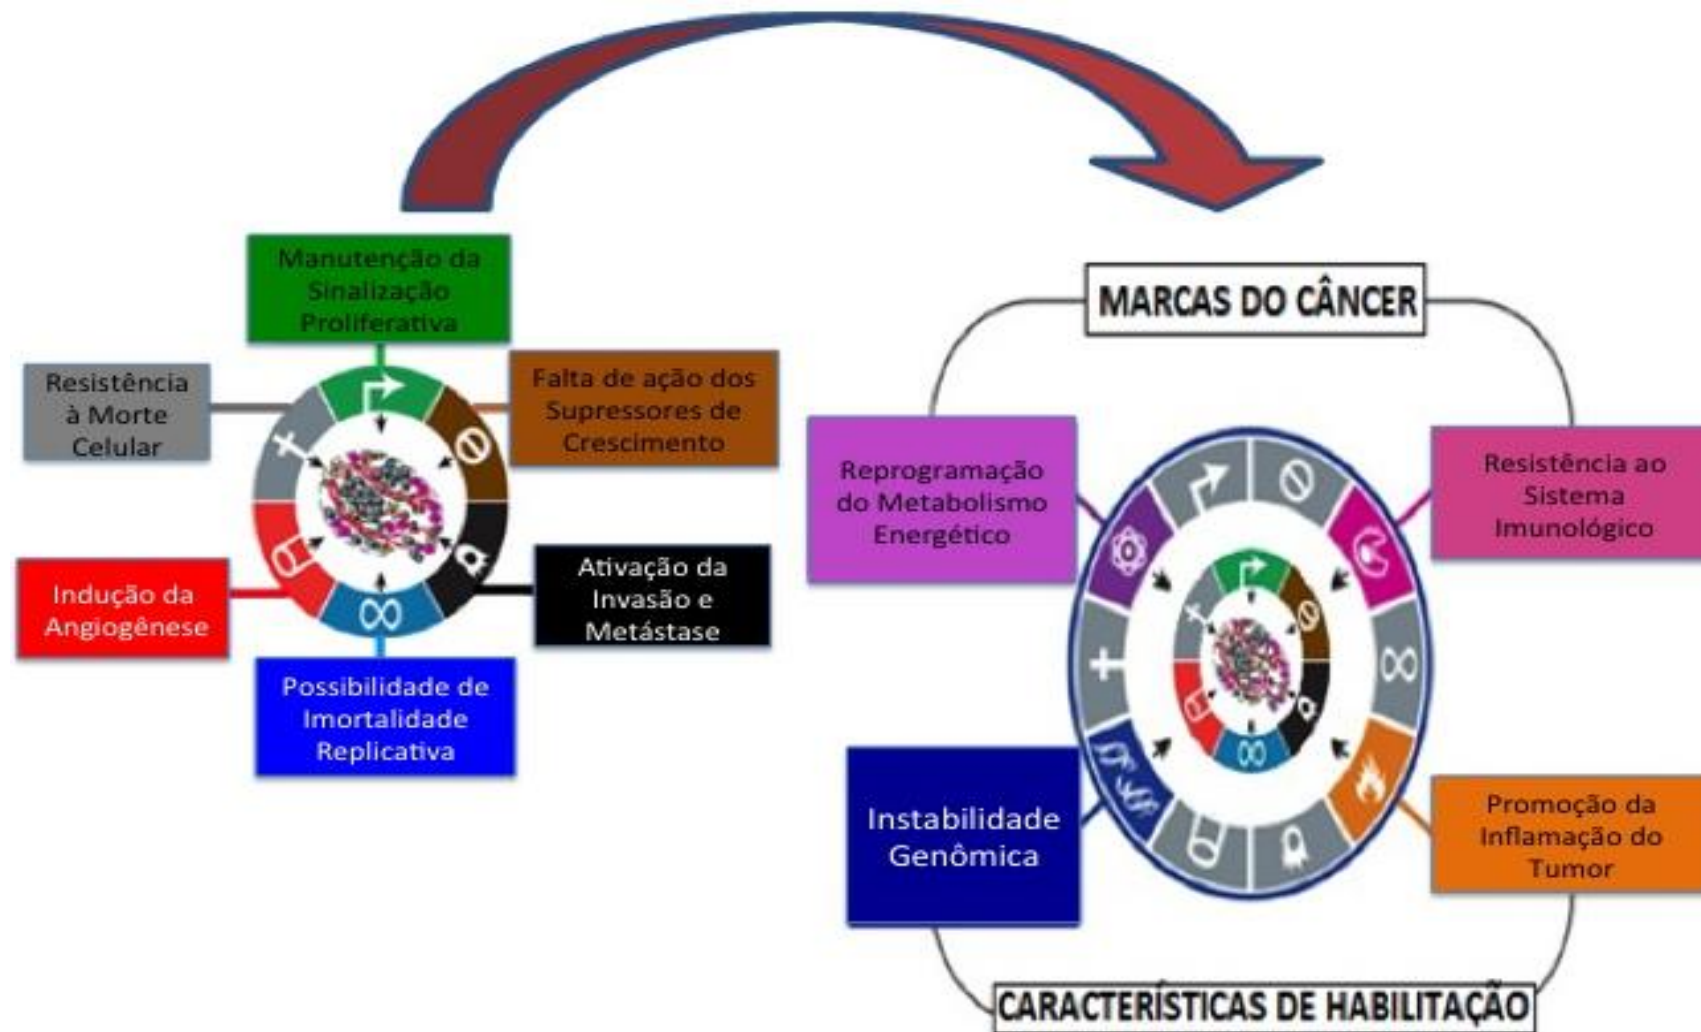 Manutenção da
Sinalização
Proliferativa
Resistência
à Morte
Celular
Falta de ação dos
Supressores de
Crescimento
Indução da
Angiogênese
Ativação da
Invasão e
Metástase
Possibilidade de
Imortalidade
Replicativa
MARCAS DO CÂNCER
Reprogramação
do Metabolismo
Energético
Resistência ao
Sistema
Imunológico
Instabilidade
Genômica
Promoção da
Inflamação do
Tumor
CARACTERÍSTICAS DE HABILITAÇÃO